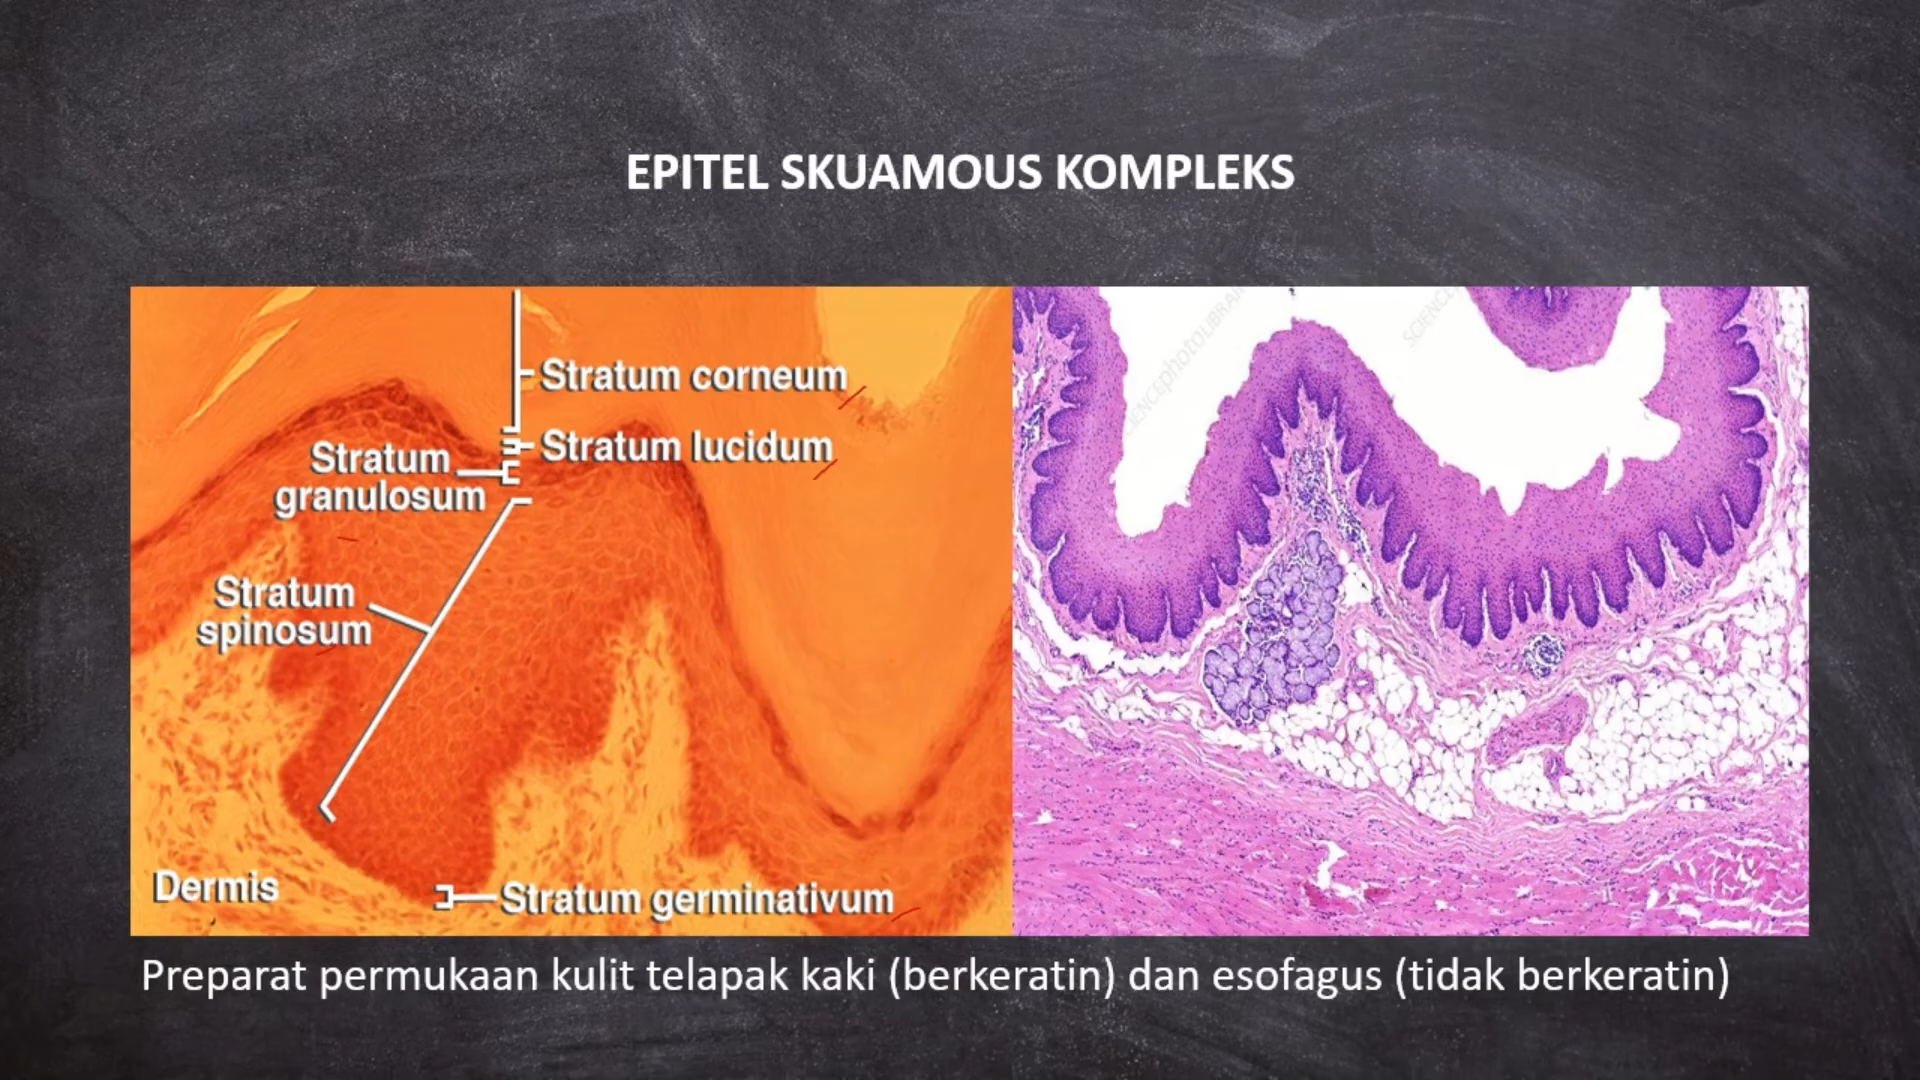 EPITEL SKUAMOUS KOMPLEKS
Stratum corneum
Stratum lucidum
Stratum
granulosum
Stratum
spinosum
Dermis
Stratum germinativum
Preparat permukaan kulit telapak kaki (berkeratin) dan esofagus (tidak berkeratin)